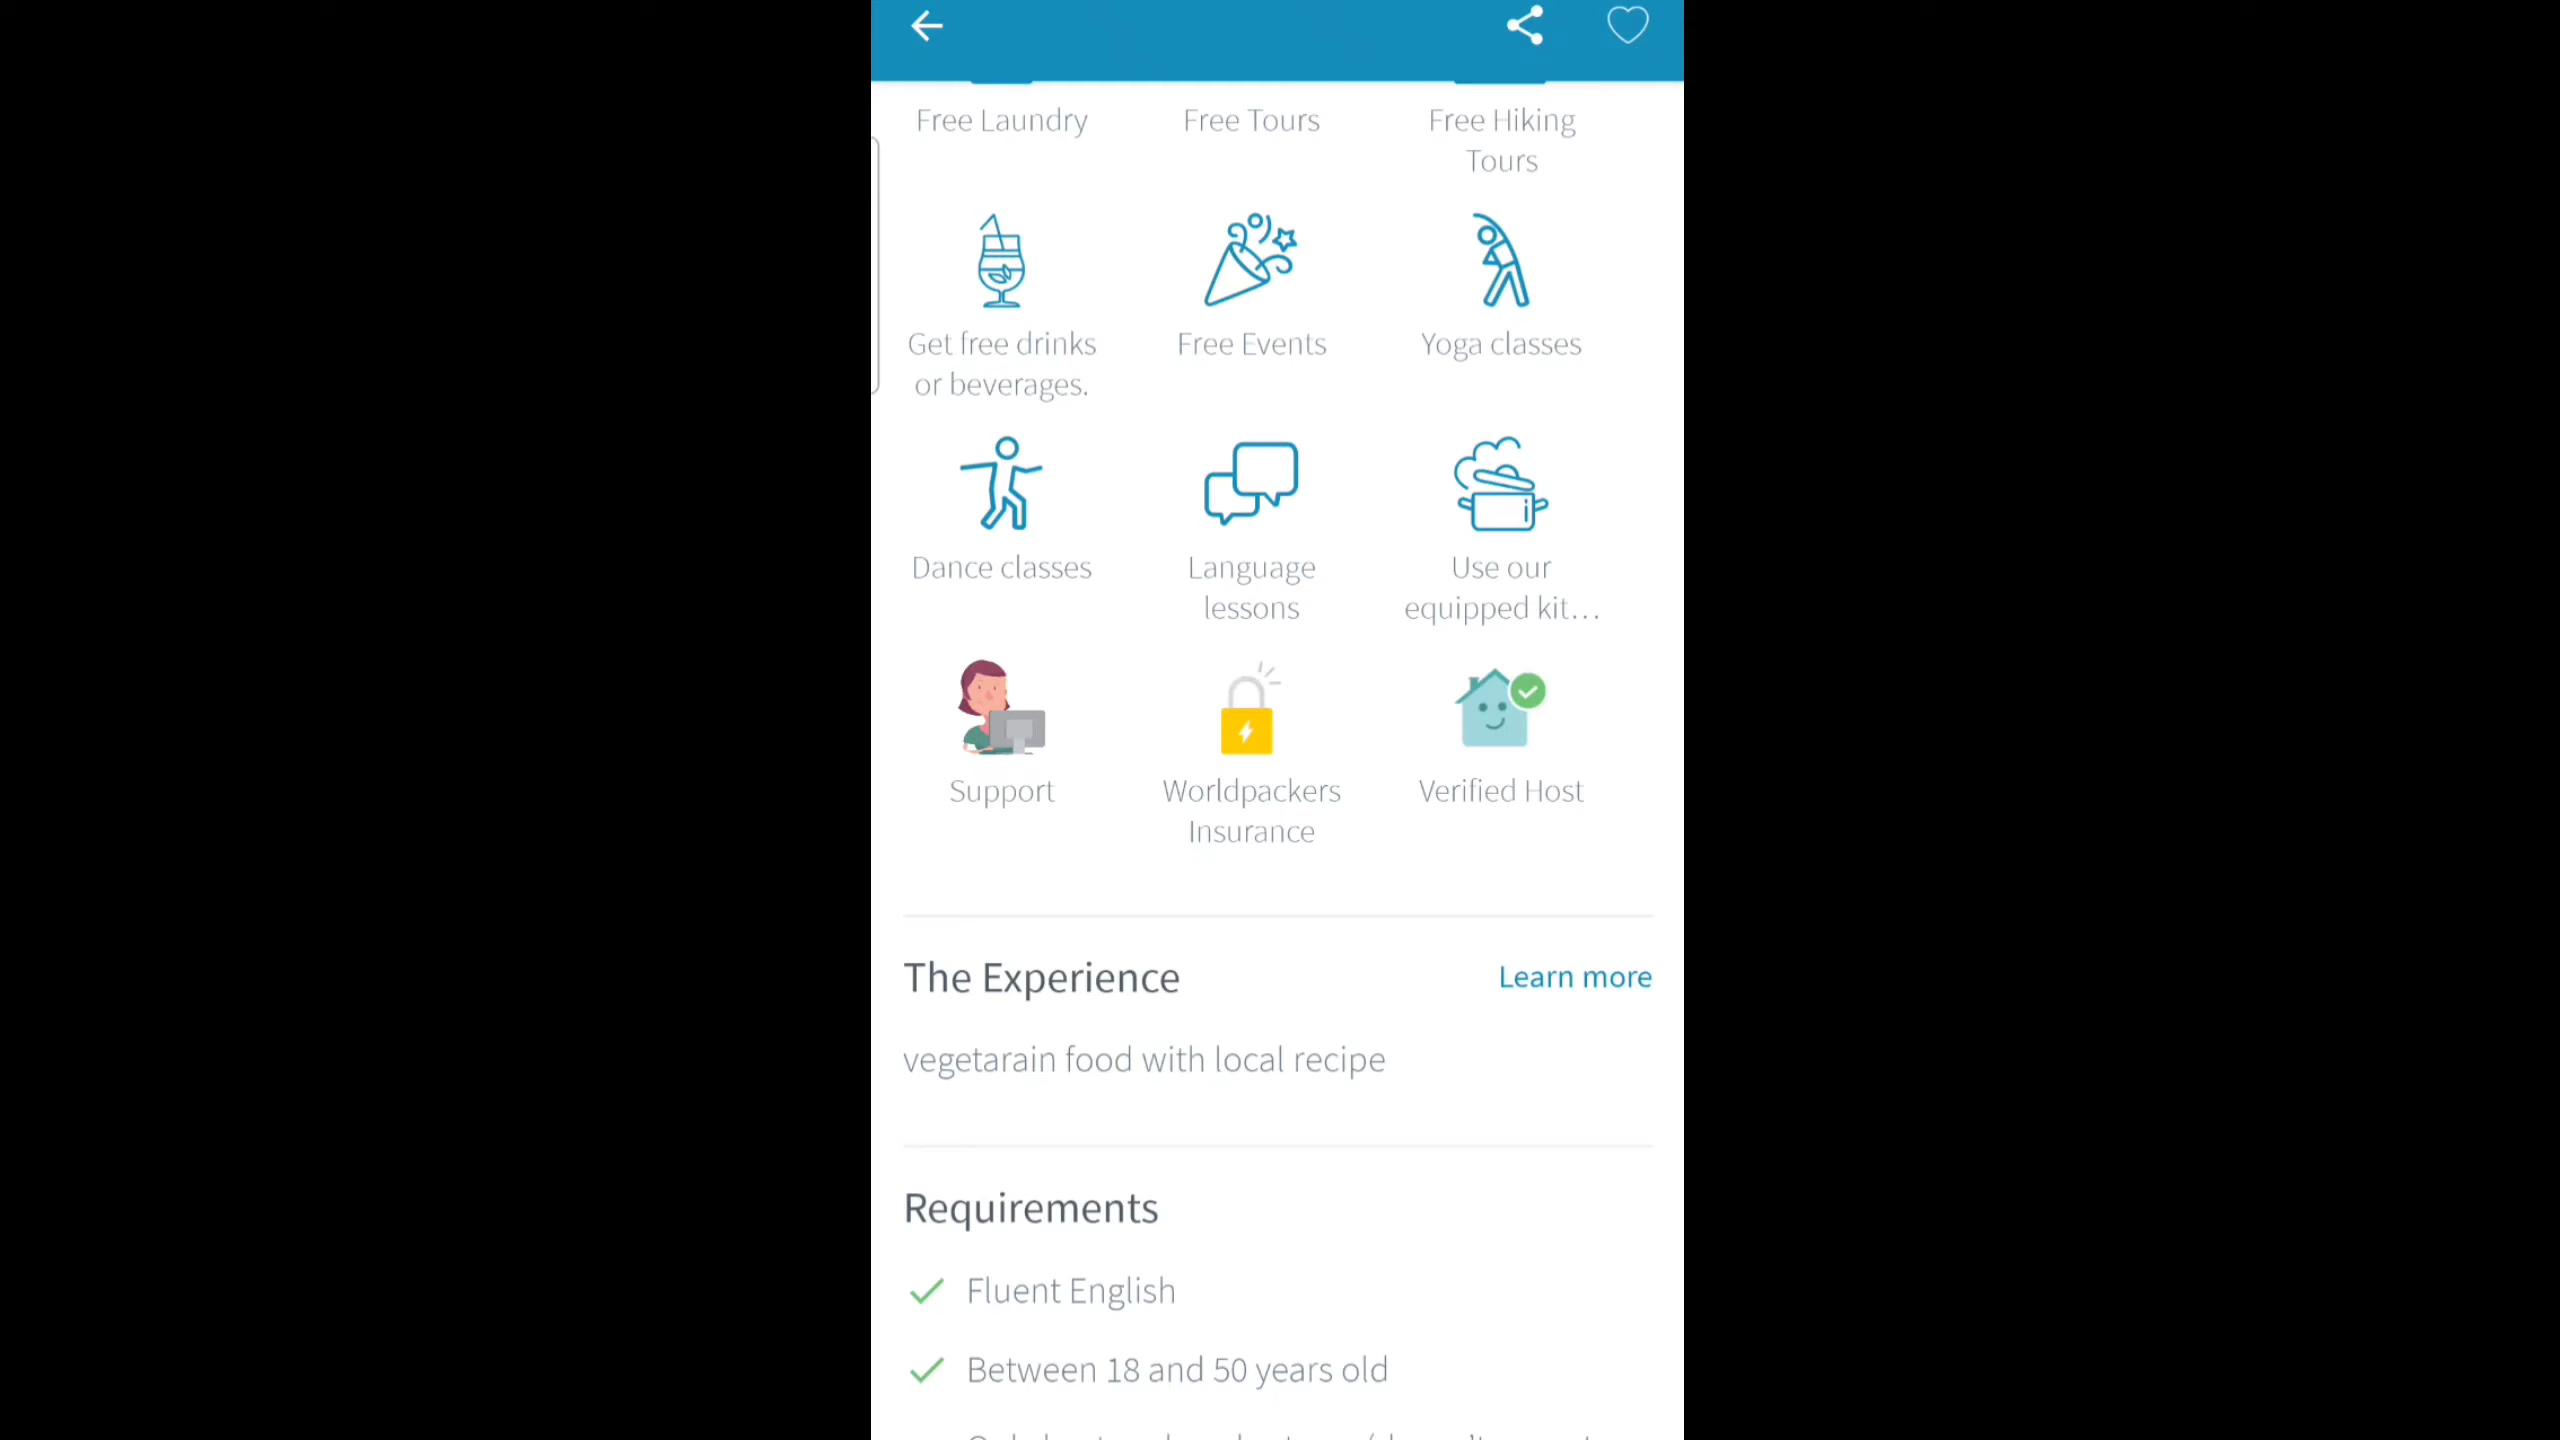 Free Laundry
Free Tours
Free Hiking
Tours
Get free drinks
or beverages.
Free Events
Yoga classes
Dance classes
Language
lessons
Use our
equipped kit...
Support
Worldpackers
Insurance
Verified Host
The Experience
Learn more
vegetarain food with local recipe
Requirements
Fluent English
Between 18 and 50 years old